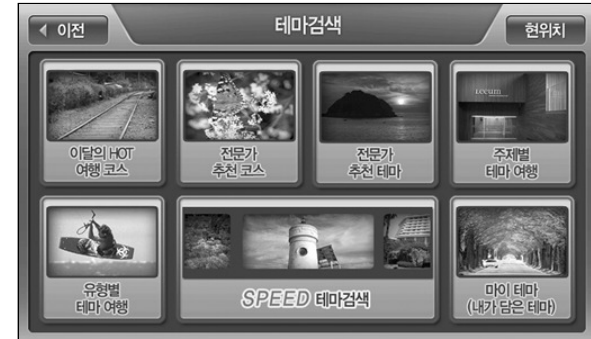 이전
테마검색
현위치
이달의 HOT
여행 코스
전문가
추천 코스
전문가
추천 테마
leeum
주제별
테마 여행
유형별
테마 여행
SPEED 테마검색
마이 테마
(내가 담은 테마)